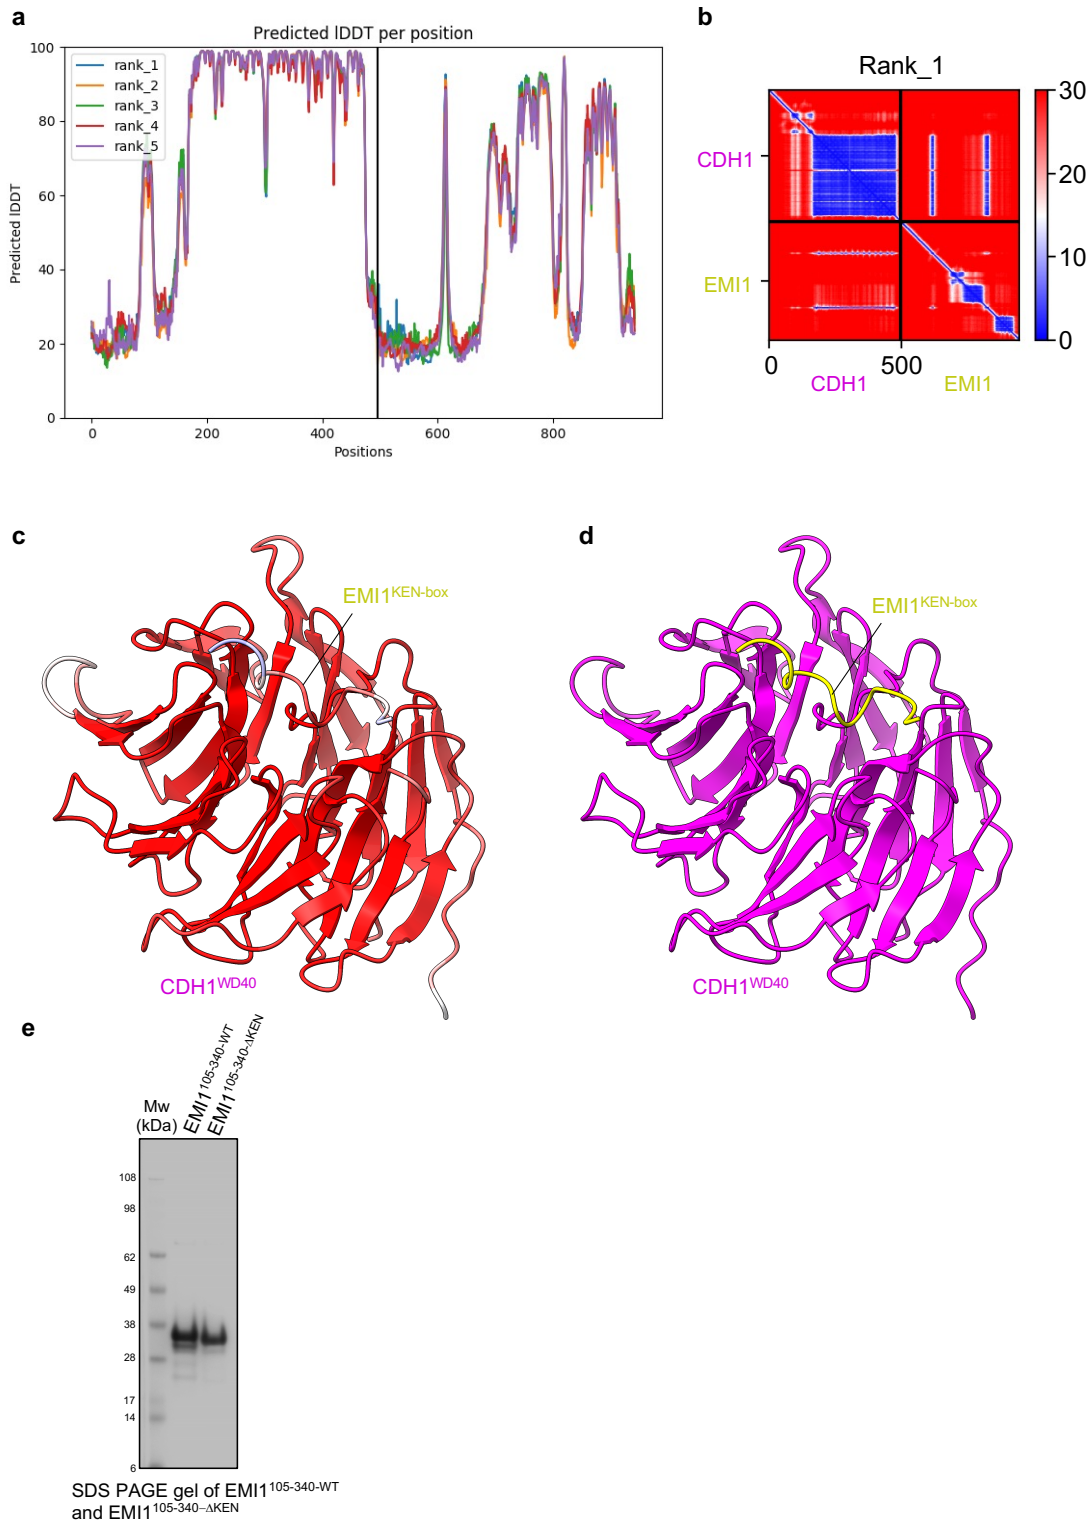 a
Predicted lDDT per position
100
80
60
40
20
0
rank_1
rank_2
rank_3
rank_4
rank_5
Predicted lDDT
0 200 400 600 800
Positions
b
Rank_1
CDH1
EMI1
30
20
10
0
0 500
CDH1 EMI1
c
EMI1KEN-box
CDH1WD40
d
EMI1KEN-box
CDH1WD40
e
Mw
(kDa)
EMI1105-340-WT
EMI1105-340-ΔKEN
108
98
62
49
38
28
17
14
6
SDS PAGE gel of EMI1105-340-WT
and EMI1105-340-ΔKEN